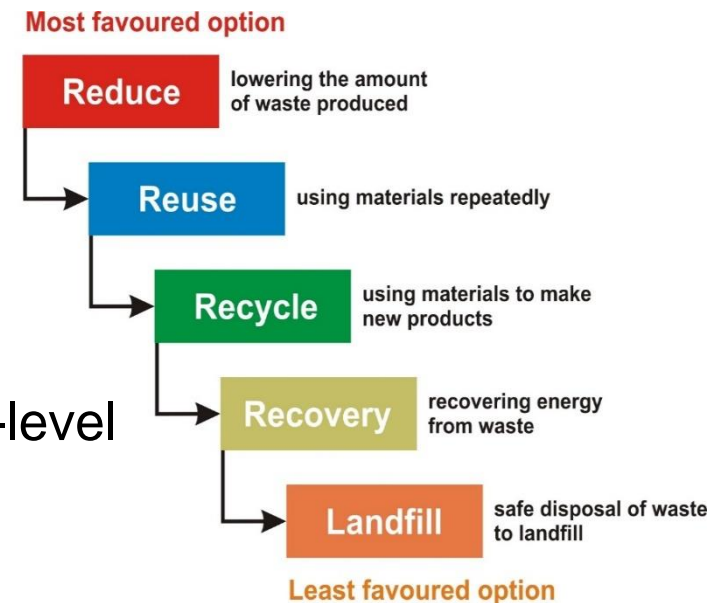 Most favoured option
Reduce
lowering the amount
of waste produced
Reuse
using materials repeatedly
Recycle
using materials to make
new products
-level
Recovery
recovering energy
from waste
Landfill
safe disposal of waste
to landfill
Least favoured option